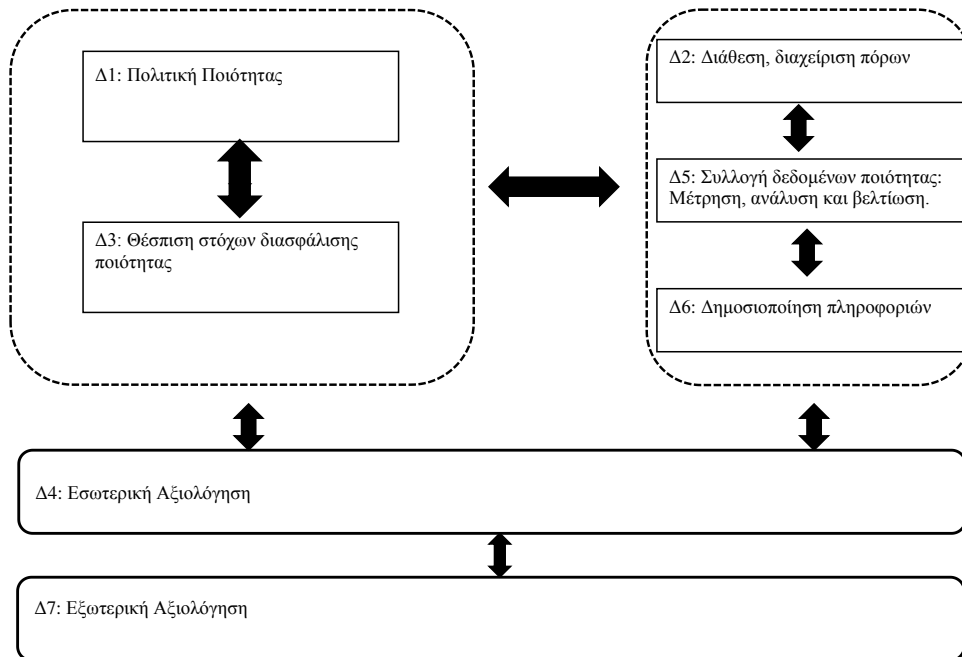 Δ1: Πολιτική Ποιότητας
Δ3: Θέσπιση στόχων διασφάλισης
ποιότητας
Δ2: Διάθεση, διαχείριση πόρων
Δ5: Συλλογή δεδομένων ποιότητας:
Μέτρηση, ανάλυση και βελτίωση.
Δ6: Δημοσιοποίηση πληροφοριών
Δ4: Εσωτερική Αξιολόγηση
Δ7: Εξωτερική Αξιολόγηση